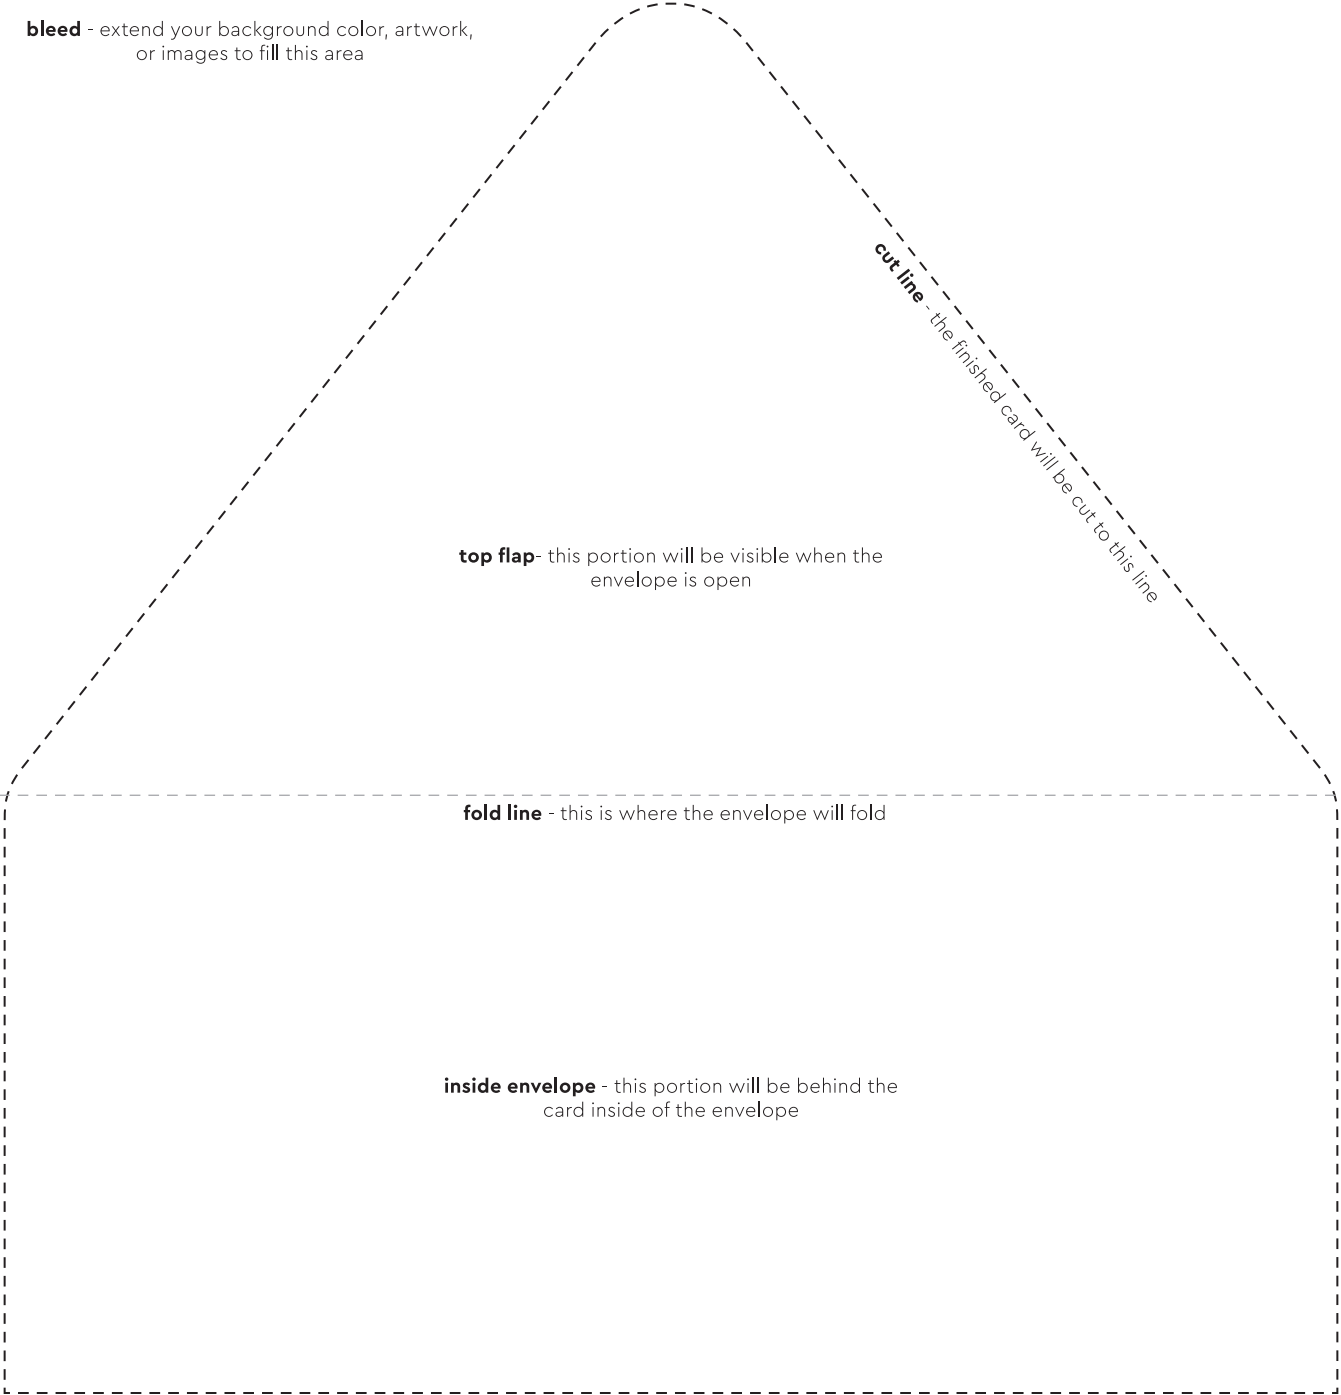 bleed - extend your background color, artwork,
or images to fill this area
cut line - the finished card will be cut to this line
top flap- this portion will be visible when the
envelope is open
fold line - this is where the envelope will fold
inside envelope - this portion will be behind the
card inside of the envelope